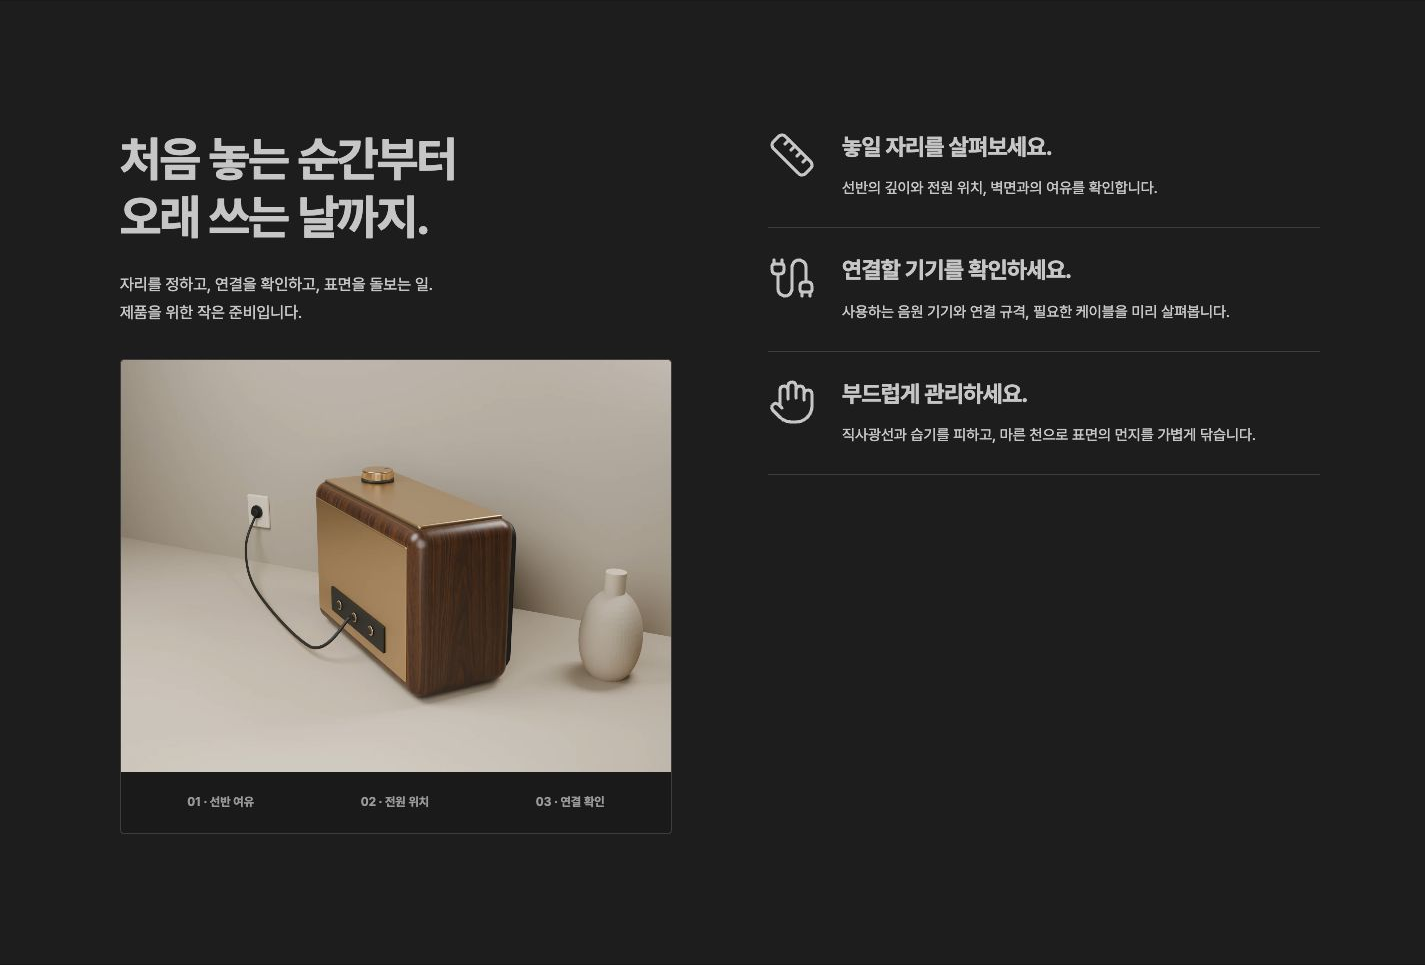 처음 놓는 순간부터
오래 쓰는 날까지.
자리를 정하고, 연결을 확인하고, 표면을 돌보는 일.
제품을 위한 작은 준비입니다.
01 · 선반 여유
02 · 전원 위치
03 · 연결 확인
놓일 자리를 살펴보세요.
선반의 깊이와 전원 위치, 벽면과의 여유를 확인합니다.
연결할 기기를 확인하세요.
사용하는 음원 기기와 연결 규격, 필요한 케이블을 미리 살펴봅니다.
부드럽게 관리하세요.
직사광선과 습기를 피하고, 마른 천으로 표면의 먼지를 가볍게 닦습니다.